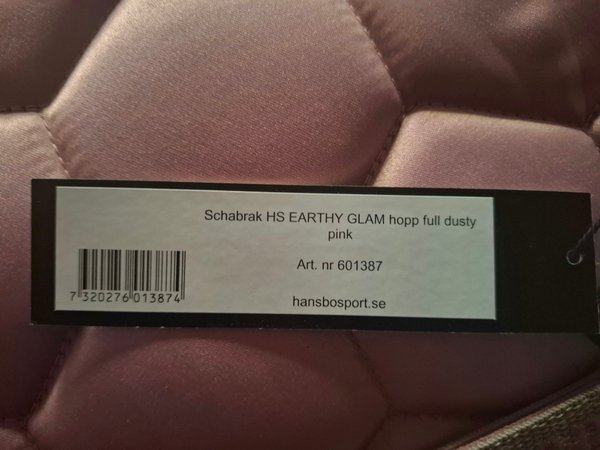 Schabrak HS EARTHY GLAM hopp full dusty
pink
Art. nr 601387
7 320276 013874
hansbosport.se